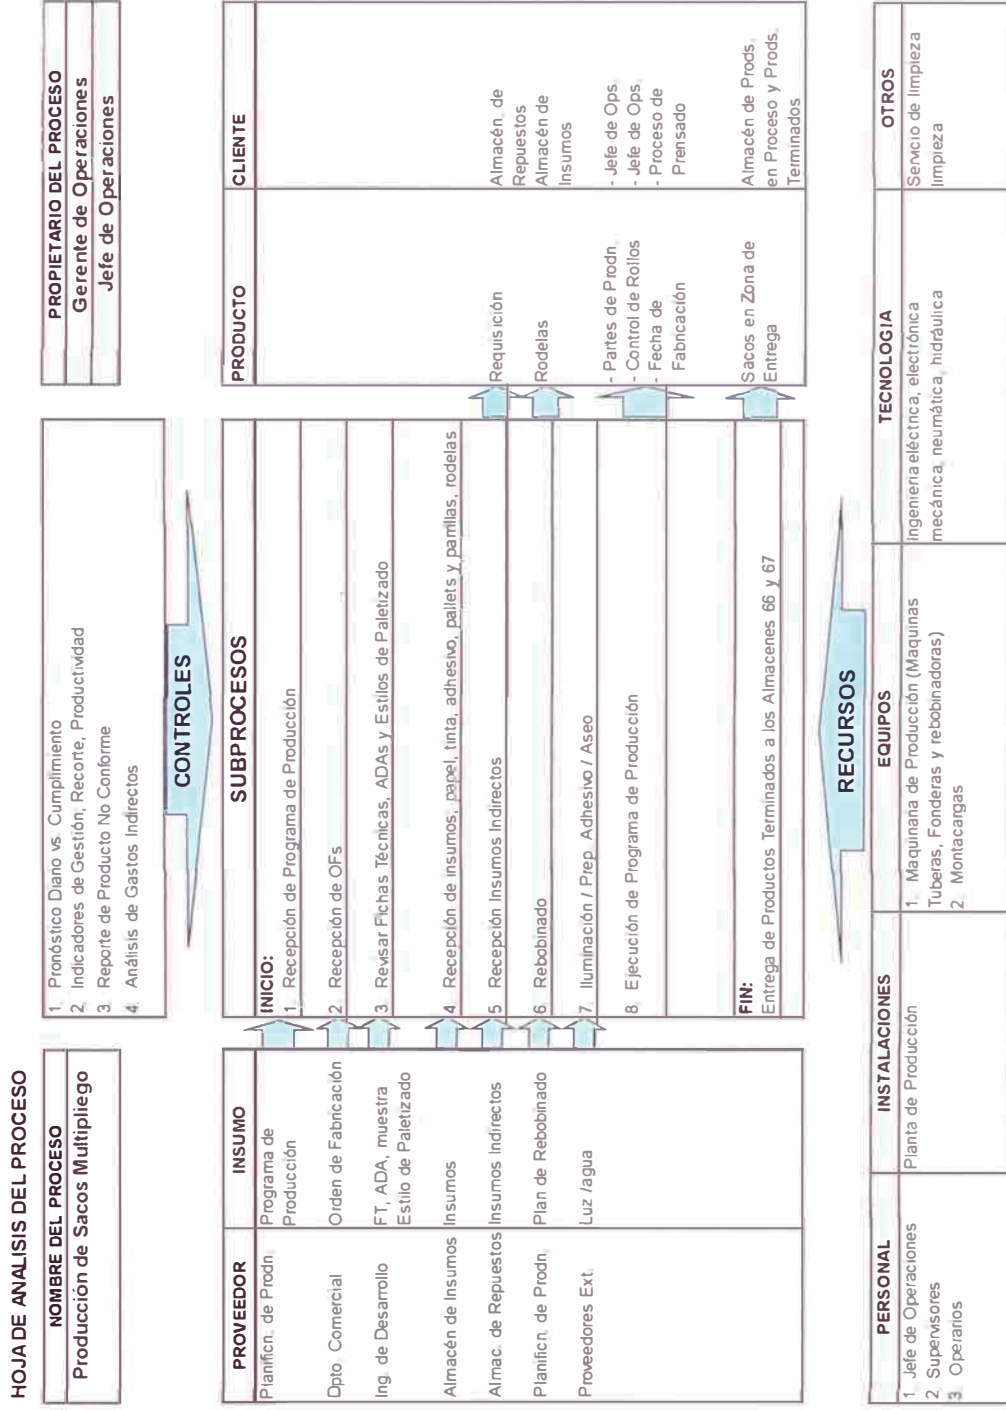 HOJA DE ANALISIS DEL PROCESO
NOMBRE DEL PROCESO
Producción de Sacos Multipliego
1. Pronóstico Diario vs. Cumplimiento
2. Indicadores de Gestión; Recorte, Productividad
3. Reporte de Producto No Conforme
4. Análisis de Gastos Indirectos
PROPIETARIO DEL PROCESO
Gerente de Operaciones
Jefe de Operaciones
CONTROLES
PROVEEDOR
INSUMO
Planificn. de Prodn.
Programa de
Producción
Dpto. Comercial
Orden de Fabricación
Ing. de Desarrollo
FT, ADA, muestra
Estilo de Paletizado
Almacén de Insumos
Insumos
Almac. de Repuestos
Insumos Indirectos
Planificn. de Prodn.
Plan de Rebobinado
Proveedores Ext.
Luz /agua
SUBPROCESOS
INICIO:
1. Recepción de Programa de Producción
2. Recepción de OFs
3. Revisar Fichas Técnicas, ADAs y Estilos de Paletizado
4. Recepción de insumos, papel, tinta, adhesivo, pallets y parrillas, rodelas
5 Recepción Insumos Indirectos
6. Rebobinado
7. Iluminación / Prep. Adhesivo / Aseo
8. Ejecución de Programa de Producción
FIN:
Entrega de Productos Terminados a los Almacenes 66 y 67
PRODUCTO
CLIENTE
Requisición
Almacén. de
Repuestos
Rodelas
Almacén de
Insumos
- Partes de Prodn.
- Control de Rollos
- Fecha de
Fabricación
- Jefe de Ops.
- Jefe de Ops.
- Proceso de
Prensado
Sacos en Zona de
Entrega
Almacén de Prods.
en Proceso y Prods.
Terminados
RECURSOS
PERSONAL
1. Jefe de Operaciones
2 Supervisores
3. Operarios
INSTALACIONES
Planta de Producción
EQUIPOS
1. Maquinaria de Producción (Maquinas
Tuberas, Fonderas y rebobinadoras)
2. Montacargas
TECNOLOGIA
ingeniería eléctrica, electrónica
mecánica, neumática, hidráulica
OTROS
Servicio de limpieza
limpieza